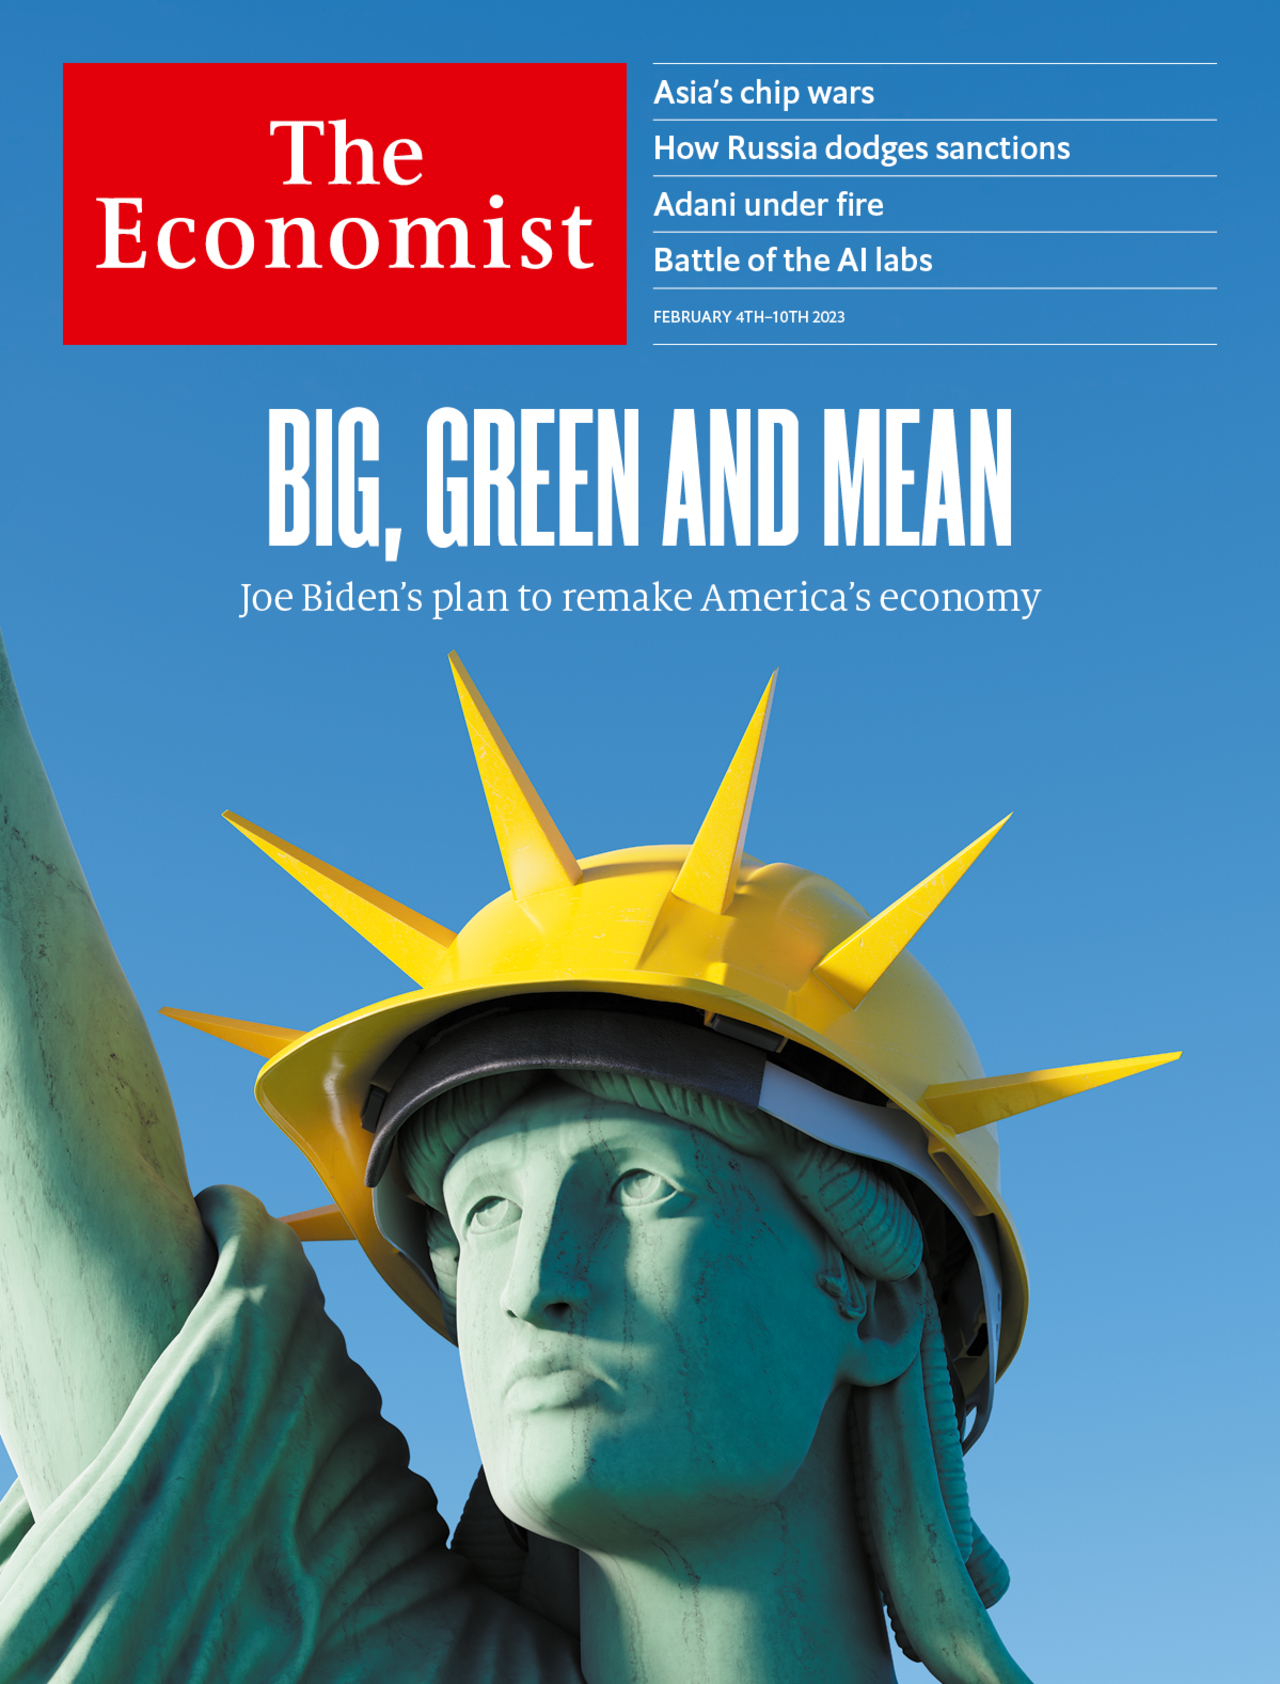 The
Economist
Asia’s chip wars
How Russia dodges sanctions
Adani under fire
Battle of the AI labs
FEBRUARY 4TH–10TH 2023
BIG, GREEN AND MEAN
Joe Biden’s plan to remake America’s economy